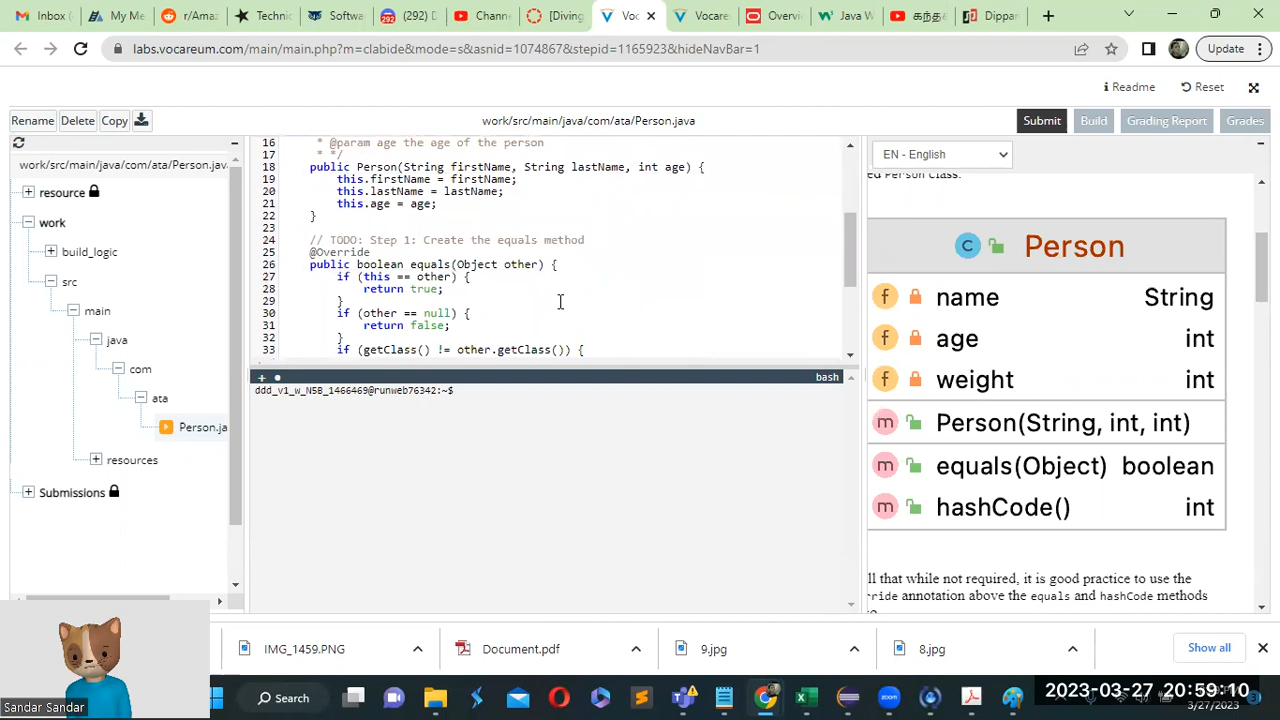 Inbox (
My Me
r/Amaz
Technic
Softwa
(292) D
Channe
[Diving
Voc
Vocare
Overvi
Java W
கந்த
Dippar
labs.vocareum.com/main/main.php?m=clabide&mode=s&asnid=1074867&stepid=1165923&hideNavBar=1
Update
Readme
Reset
Rename
Delete
Copy
work/src/main/java/com/ata/Person.java
Submit
Build
Grading Report
Grades
work/src/main/java/com/ata/Person.java
resource
work
build_logic
src
main
java
com
ata
Person.ja
resources
Submissions
16 * @param age the age of the person
17 * */
18 public Person(String firstName, String lastName, int age) {
19 this.firstName = firstName;
20 this.lastName = lastName;
21 this.age = age;
22 }
23
24 // TODO: Step 1: Create the equals method
25 @Override
26 public boolean equals(Object other) {
27 if (this == other) {
28 return true;
29 }
30 if (other == null) {
31 return false;
32 }
33 if (getClass() != other.getClass()) {
bash
ddd_v1_w_N5B_1466469@runweb76342:~$
EN - English
ed Person class.
C Person
f name String
f age int
f weight int
m Person(String, int, int)
m equals(Object) boolean
m hashCode() int
ll that while not required, it is good practice to use the
ride annotation above the equals and hashCode methods
IMG_1459.PNG
Document.pdf
9.jpg
8.jpg
Show all
Sandar Sandar
Search
zoom
2023-03-27 20:59:10
3/27/2023